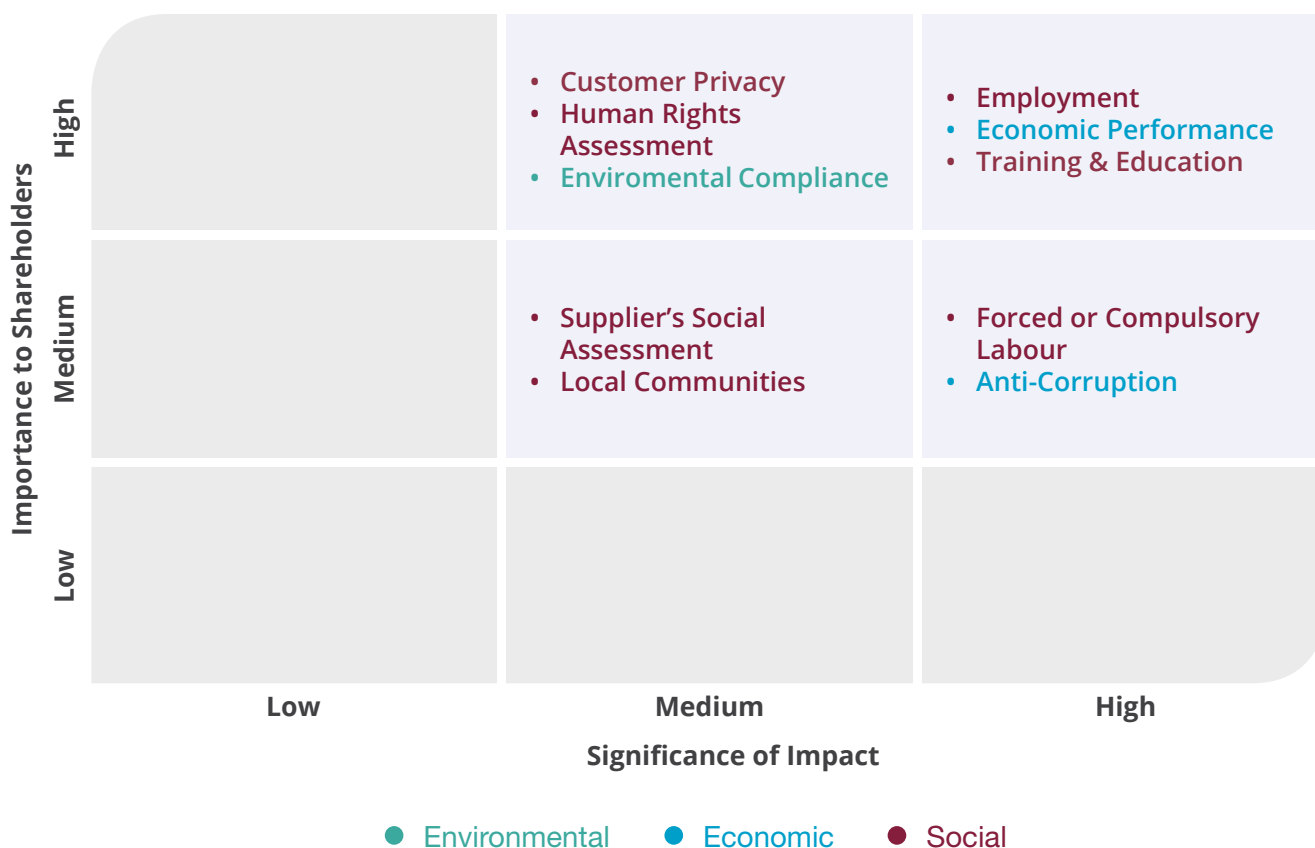 Importance to Shareholders
High
• Customer Privacy
• Human Rights
Assessment
• Enviromental Compliance
• Employment
• Economic Performance
• Training & Education
Medium
• Supplier’s Social
Assessment
• Local Communities
• Forced or Compulsory
Labour
• Anti-Corruption
Low
Low
Medium
High
Significance of Impact
Environmental
Economic
Social